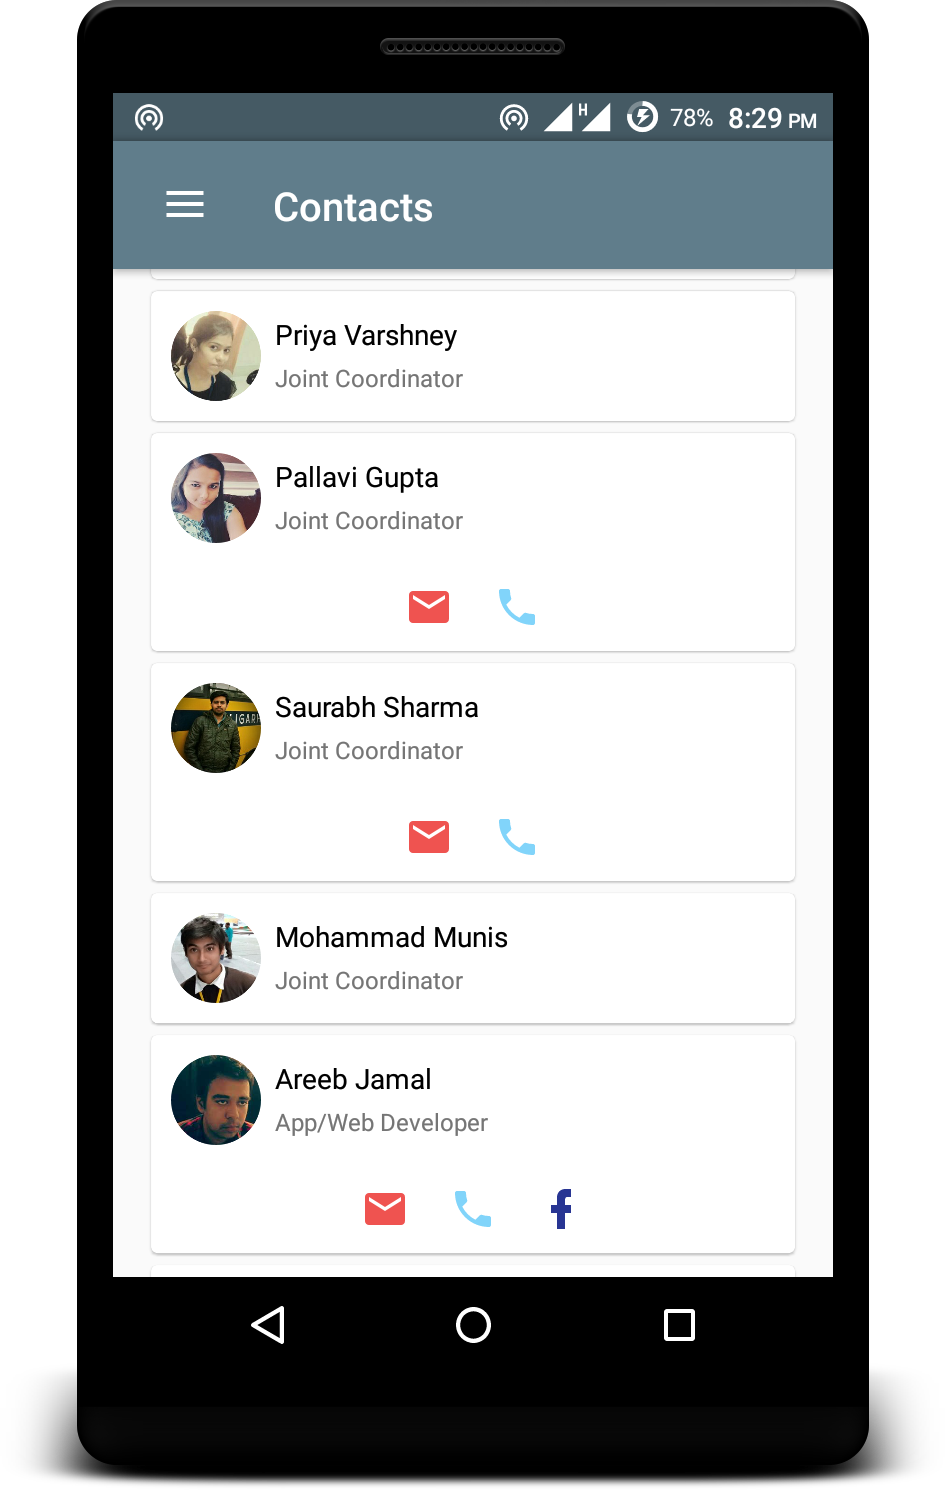 H 78% 8:29 PM
Contacts
Priya Varshney
Joint Coordinator
Pallavi Gupta
Joint Coordinator
Saurabh Sharma
Joint Coordinator
Mohammad Munis
Joint Coordinator
Areeb Jamal
App/Web Developer